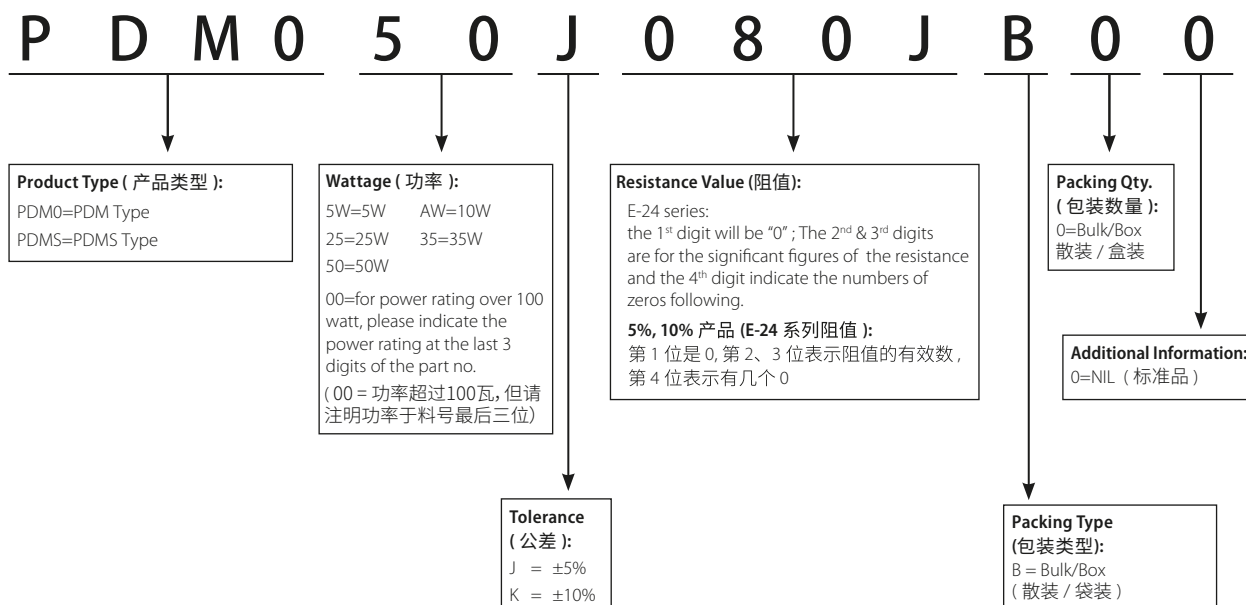 P D M 0 5 0 J 0 8 0 J B 0 0
Product Type ( 产品类型 ):
PDM0=PDM Type
PDMS=PDMS Type
Wattage ( 功率 ):
5W=5W AW=10W
25=25W 35=35W
50=50W
00=for power rating over 100
watt, please indicate the
power rating at the last 3
digits of the part no.
( 00 = 功率超过100瓦，但请
注明功率于料号最后三位）
Resistance Value (阻值):
E-24 series:
the 1st digit will be “0” ; The 2nd & 3rd digits
are for the significant figures of the resistance
and the 4th digit indicate the numbers of
zeros following.
5%, 10% 产品 (E-24 系列阻值 ):
第 1 位是 0, 第 2、3 位表示阻值的有效数 ,
第 4 位表示有几个 0
Packing Qty.
( 包装数量 ):
0=Bulk/Box
散装 / 盒装
Additional Information:
0=NIL ( 标准品 )
Tolerance
( 公差 ):
J = ±5%
K = ±10%
Packing Type
(包装类型):
B = Bulk/Box
( 散装 / 袋装 )